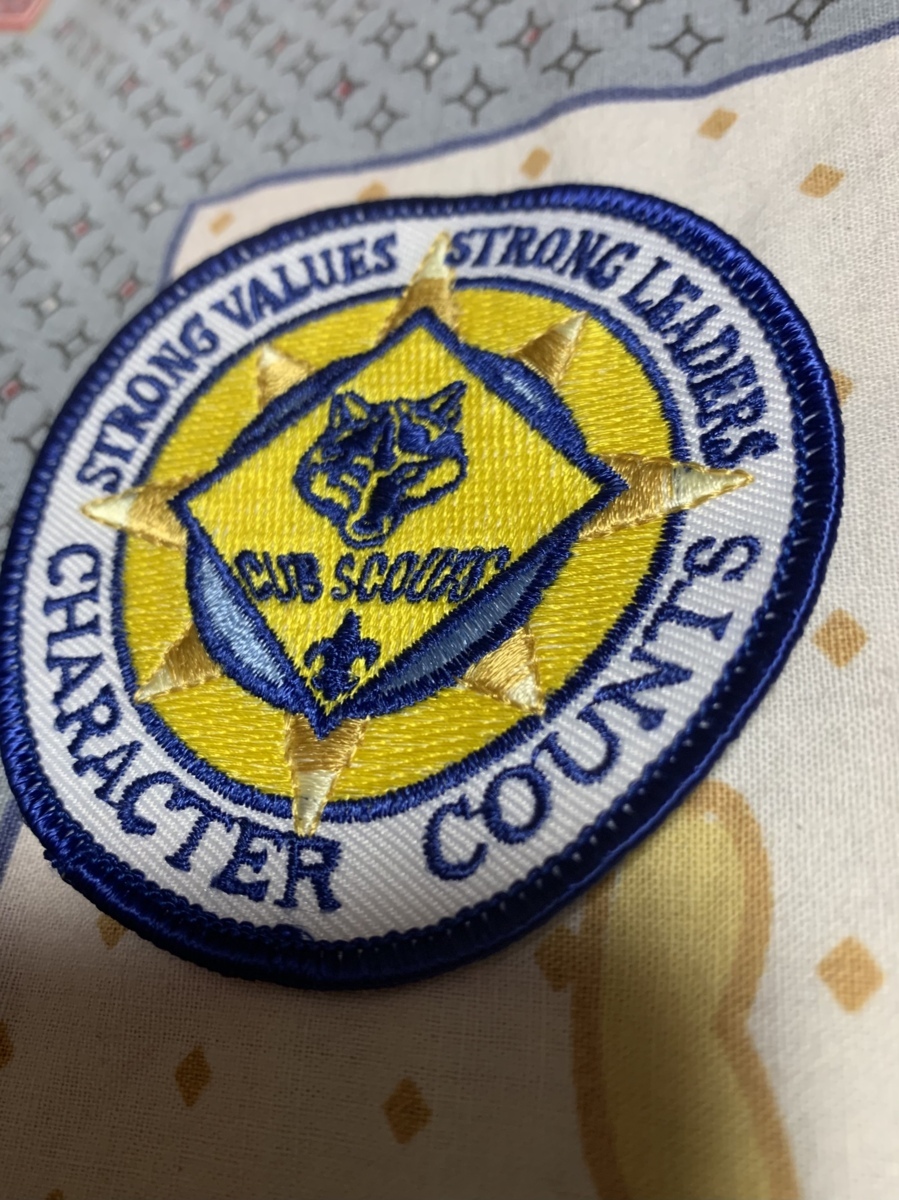 STRONG VALUES STRONG LEADERS
CUB SCOUTS
CHARACTER COUNTS